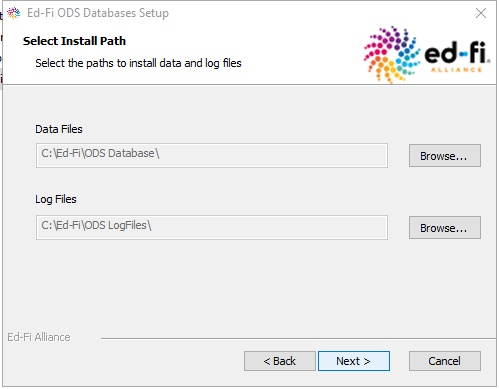 Ed-Fi ODS Databases Setup
Select Install Path
Select the paths to install data and log files
ed-fi
ALLIANCE
Data Files
C:\Ed-Fi\ODS Database\
Browse...
Log Files
C:\Ed-Fi\ODS LogFiles\
Browse...
Ed-Fi Alliance
< Back
Next >
Cancel